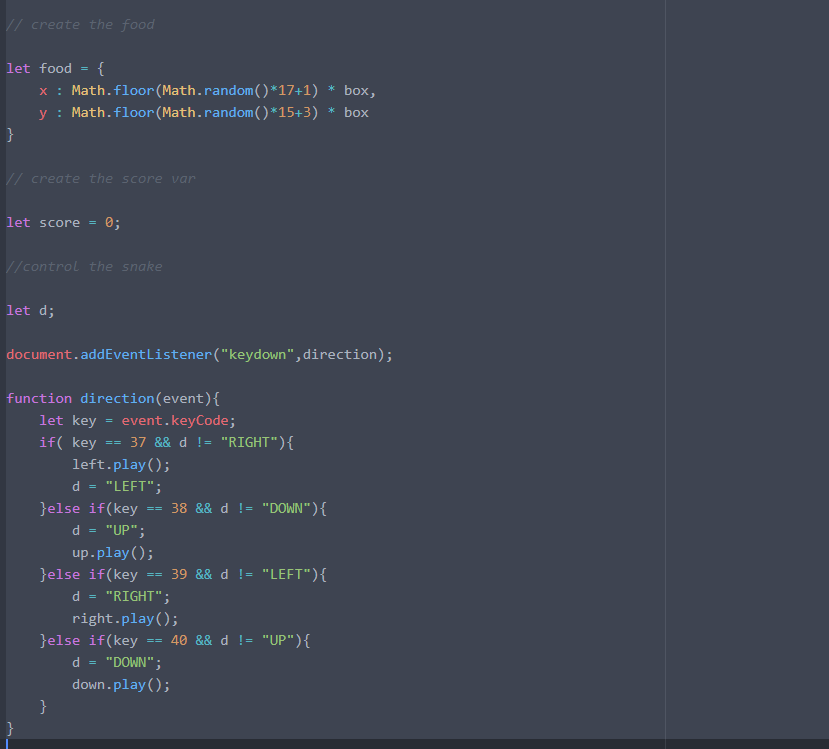 // create the food
let food = {
    x : Math.floor(Math.random()*17+1) * box,
    y : Math.floor(Math.random()*15+3) * box
}
// create the score var
let score = 0;
//control the snake
let d;
document.addEventListener("keydown",direction);
function direction(event){
    let key = event.keyCode;
    if( key == 37 && d != "RIGHT"){
        left.play();
        d = "LEFT";
    }else if(key == 38 && d != "DOWN"){
        d = "UP";
        up.play();
    }else if(key == 39 && d != "LEFT"){
        d = "RIGHT";
        right.play();
    }else if(key == 40 && d != "UP"){
        d = "DOWN";
        down.play();
    }
}